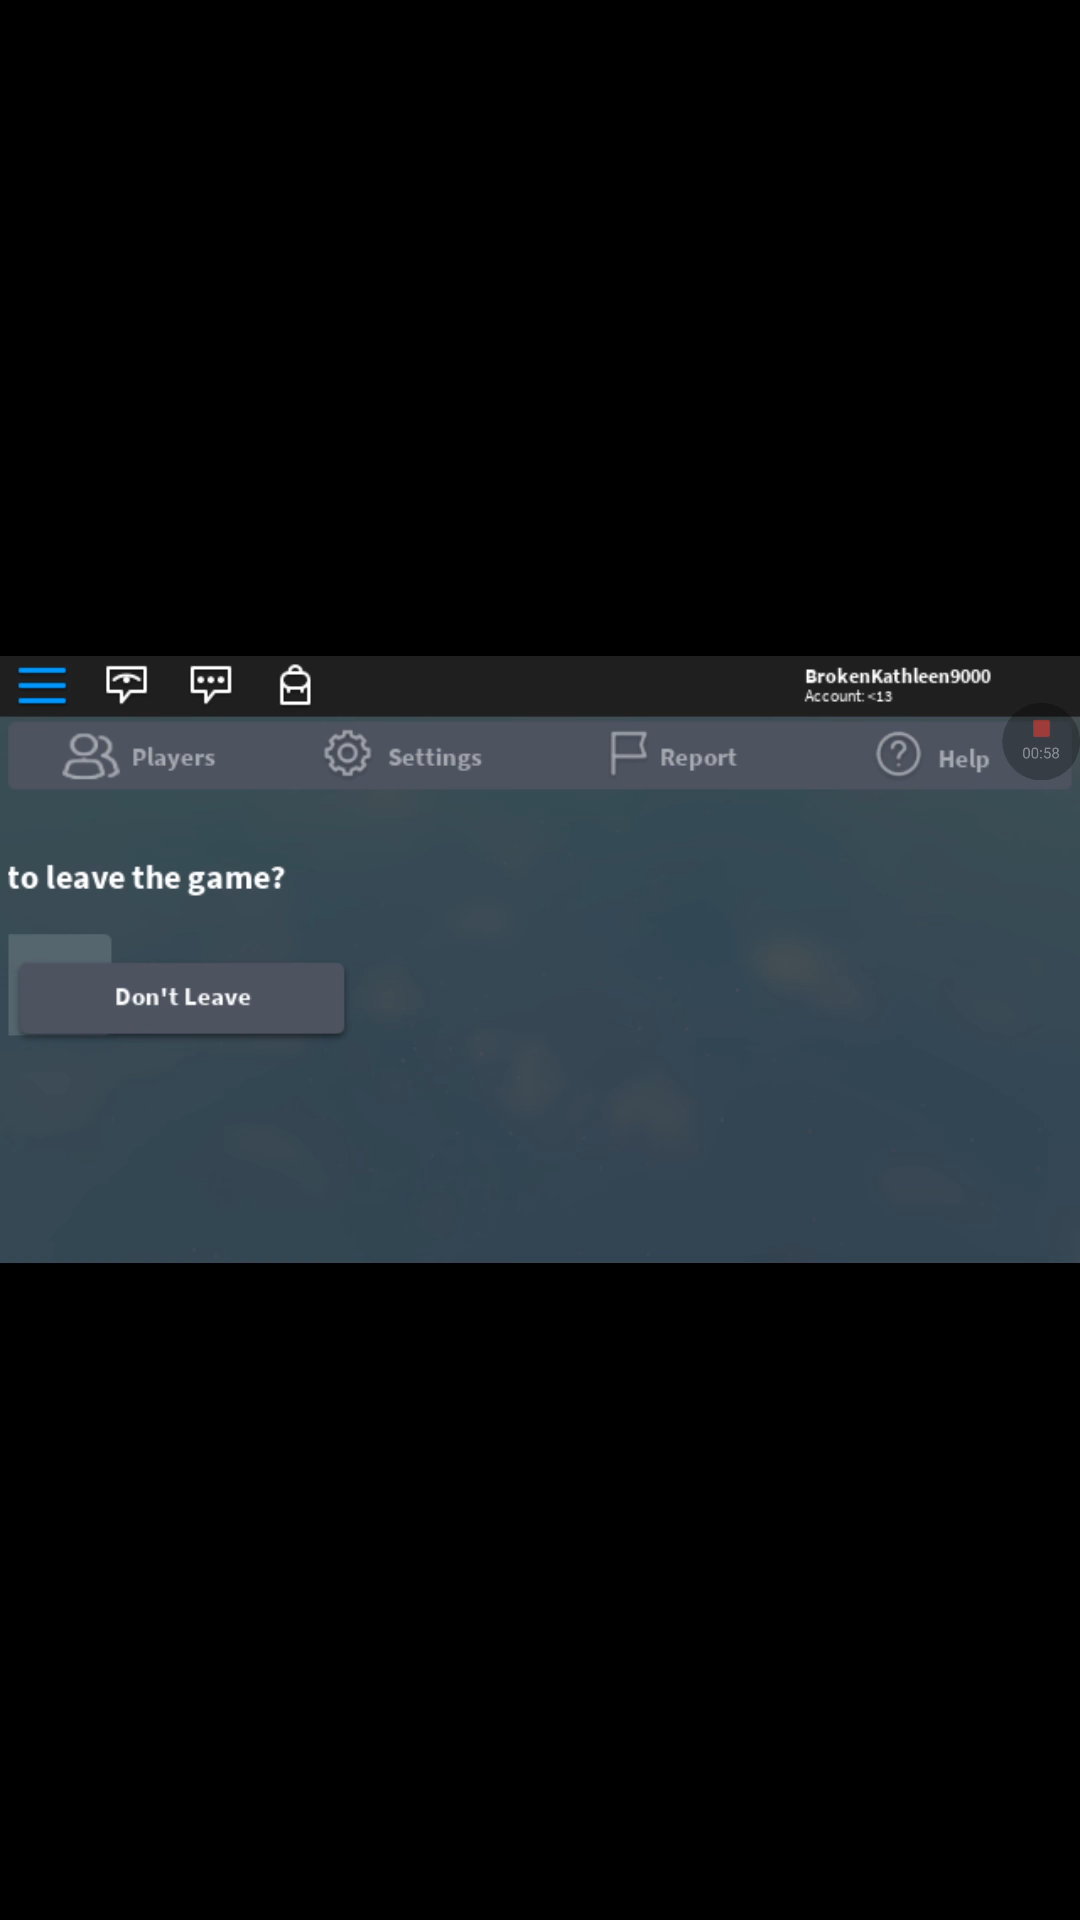 BrokenKathleen9000
Account: <13
Players
Settings
Report
Help
00:58
to leave the game?
Don't Leave